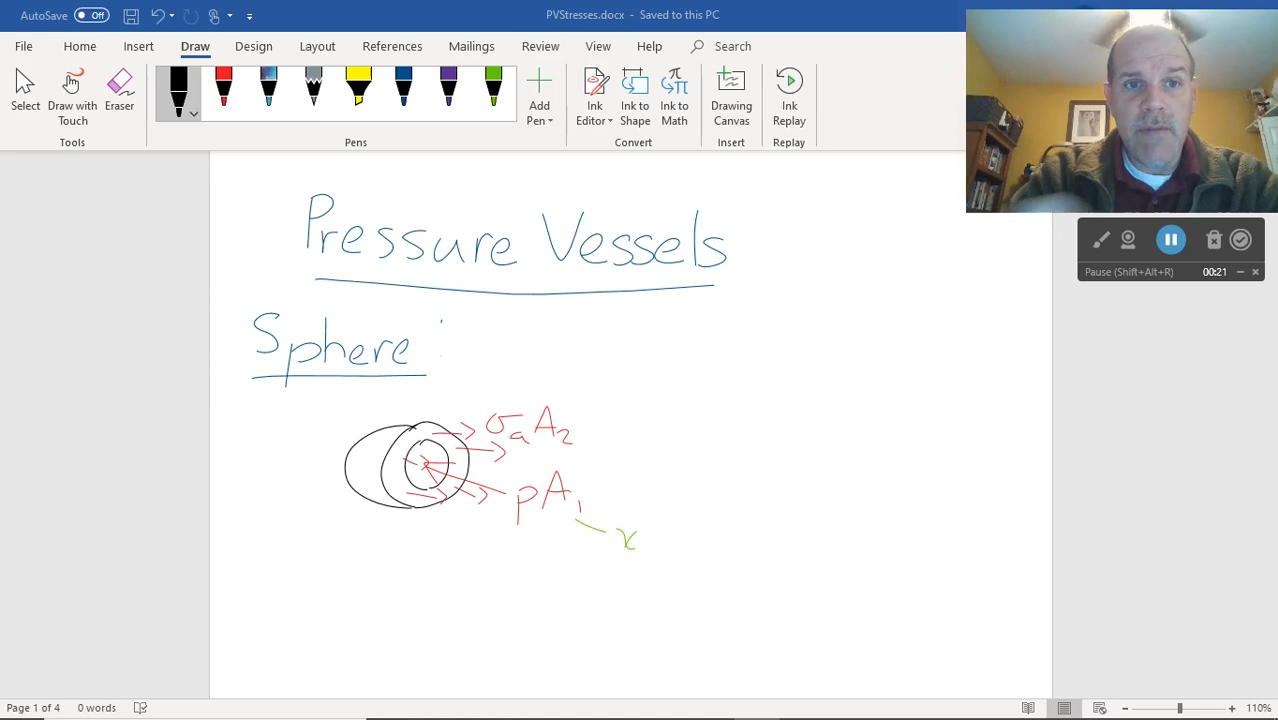 AutoSave Off PVStresses.docx - Saved to this PC
File Home Insert Draw Design Layout References Mailings Review View Help Search
Select Draw with Touch Eraser Add Pen Ink Editor Ink to Shape Ink to Math Drawing Canvas Ink Replay
Tools Pens Convert Insert Replay
Pressure Vessels
Pause (Shift+Alt+R) 00:21
Sphere :
σₐA₂
pA₁
x
Page 1 of 4 0 words 110%